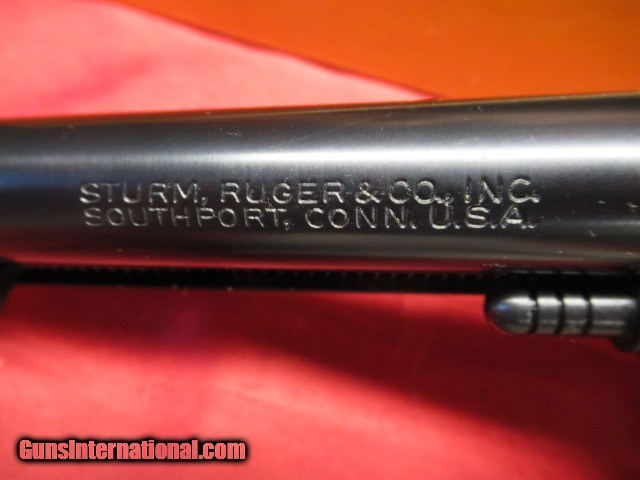 STURM, RUGER & CO., INC.
SOUTHPORT, CONN. U.S.A.
GunsInternational.com